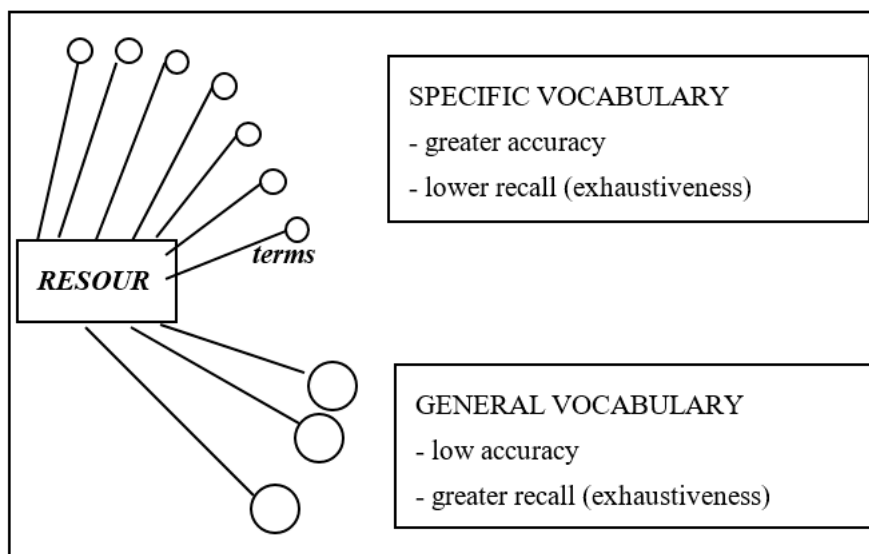 SPECIFIC VOCABULARY
- greater accuracy
- lower recall (exhaustiveness)
terms
RESOUR
GENERAL VOCABULARY
- low accuracy
- greater recall (exhaustiveness)